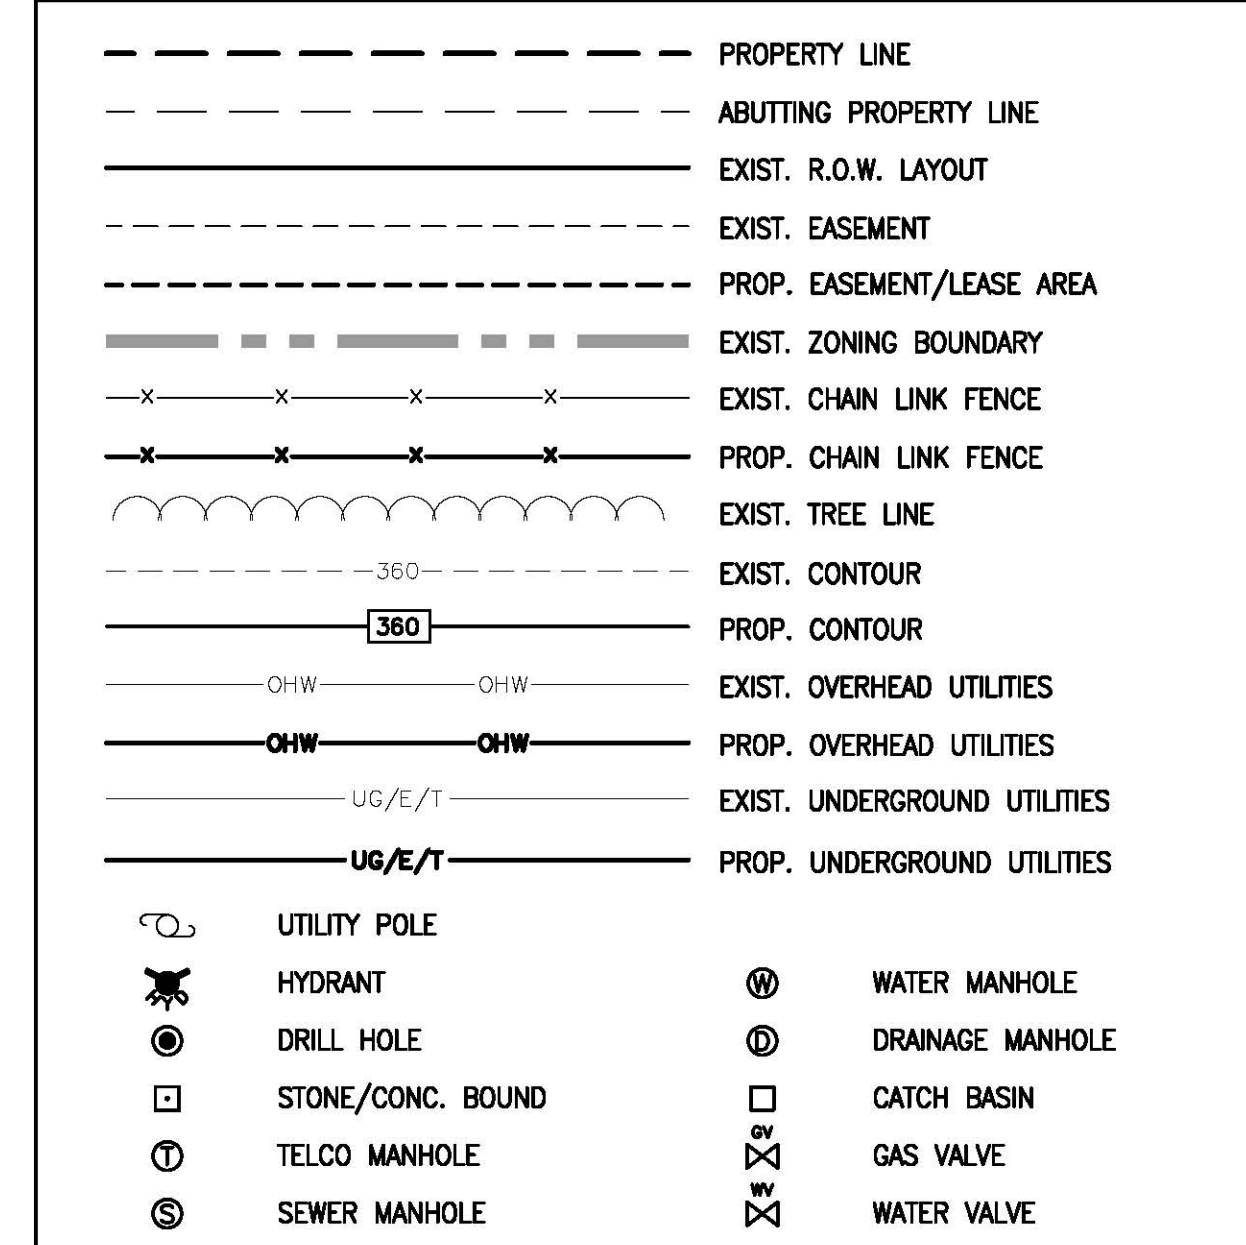 PROPERTY LINE
ABUTTING PROPERTY LINE
EXIST. R.O.W. LAYOUT
EXIST. EASEMENT
PROP. EASEMENT/LEASE AREA
EXIST. ZONING BOUNDARY
X X X X EXIST. CHAIN LINK FENCE
X X X X PROP. CHAIN LINK FENCE
EXIST. TREE LINE
360 EXIST. CONTOUR
360 PROP. CONTOUR
OHW OHW EXIST. OVERHEAD UTILITIES
OHW OHW PROP. OVERHEAD UTILITIES
UG/E/T EXIST. UNDERGROUND UTILITIES
UG/E/T PROP. UNDERGROUND UTILITIES
UTILITY POLE
HYDRANT
W WATER MANHOLE
DRILL HOLE
D DRAINAGE MANHOLE
STONE/CONC. BOUND
CATCH BASIN
T TELCO MANHOLE
GV
GAS VALVE
S SEWER MANHOLE
WV
WATER VALVE